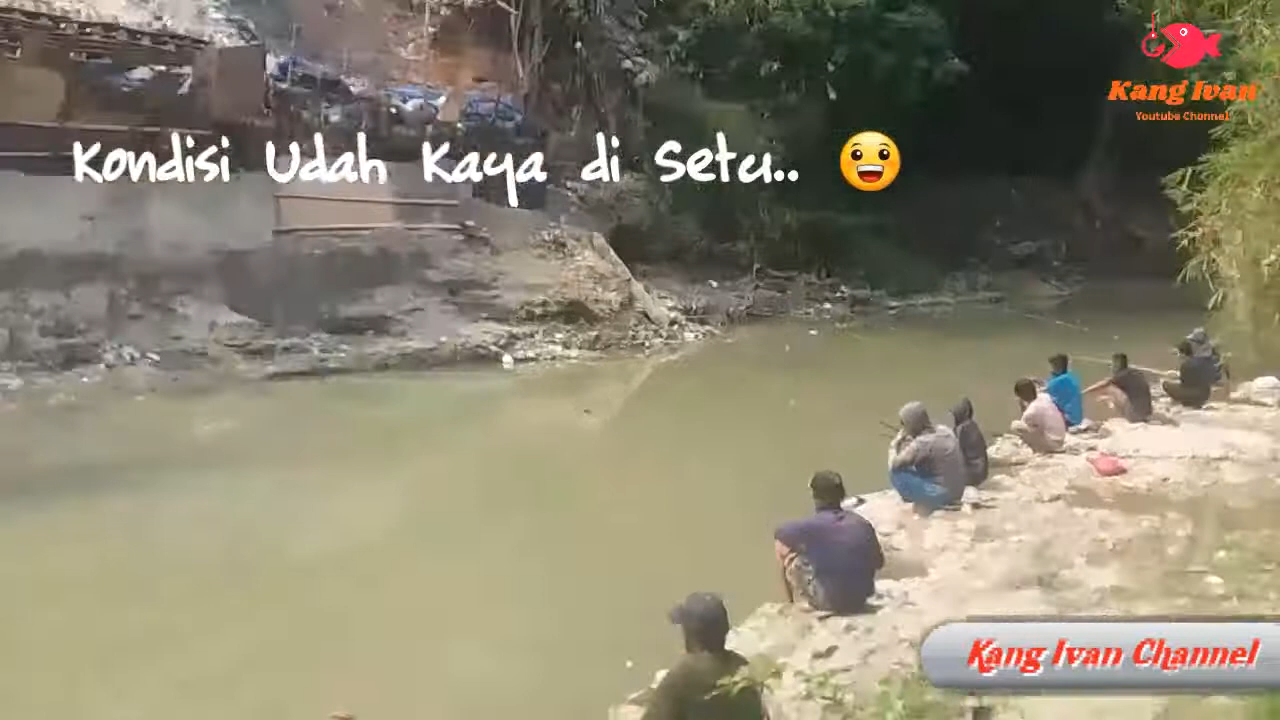 Kang Ivan
Youtube Channel
Kondisi Udah Kaya di Setu..
Kang Ivan Channel